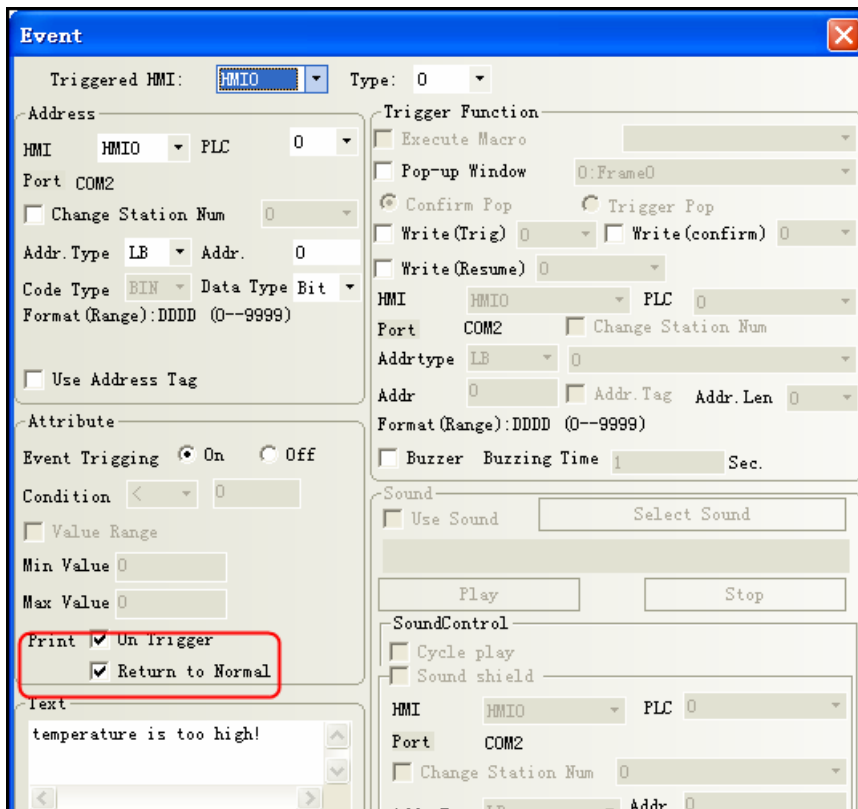 Event
Triggered HMI: HMI0 Type: 0
Address
HMI HMI0 PLC 0
Port COM2
Change Station Num 0
Addr.Type LB Addr. 0
Code Type BIN Data Type Bit
Format(Range):DDDD (0--9999)
Use Address Tag
Attribute
Event Trigging On Off
Condition < 0
Value Range
Min Value 0
Max Value 0
Print On Trigger
Return to Normal
Text
temperature is too high!
Trigger Function
Execute Macro
Pop-up Window 0:Frame0
Confirm Pop Trigger Pop
Write(Trig) 0 Write(confirm) 0
Write(Resume) 0
HMI HMI0 PLC 0
Port COM2 Change Station Num
Addrtype LB 0
Addr 0 Addr.Tag Addr.Len 0
Format(Range):DDDD (0--9999)
Buzzer Buzzing Time 1 Sec.
Sound
Use Sound Select Sound
Play Stop
SoundControl
Cycle play
Sound shield
HMI HMI0 PLC 0
Port COM2
Change Station Num 0
LB Addr 0